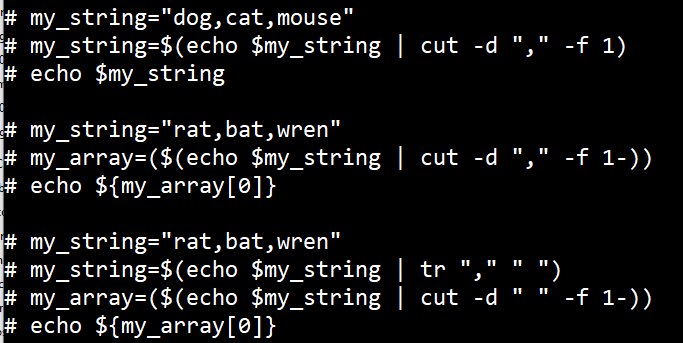 # my_string="dog,cat,mouse"
# my_string=$(echo $my_string | cut -d "," -f 1)
# echo $my_string
# my_string="rat,bat,wren"
# my_array=($(echo $my_string | cut -d "," -f 1-))
# echo ${my_array[0]}
# my_string="rat,bat,wren"
# my_string=$(echo $my_string | tr "," " ")
# my_array=($(echo $my_string | cut -d " " -f 1-))
# echo ${my_array[0]}